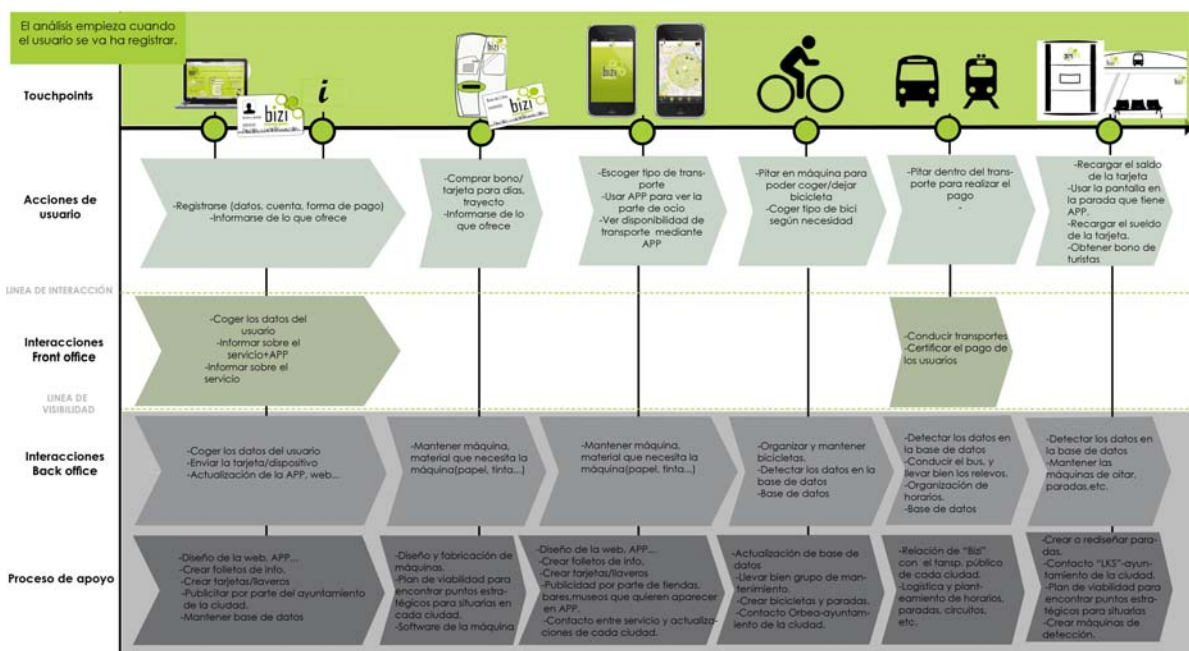 El análisis empieza cuando
el usuario se va ha registrar.
Touchpoints
bizi
i
bizi
bizi
bizi
bizi
Acciones de
usuario
-Registrarse (datos, cuenta, forma de pago)
-Informarse de lo que ofrece
-Comprar bono/
tarjeta para días,
trayecto
-Informarse de lo
que ofrece
-Escoger tipo de trans-
porte
-Usar APP para ver la
parte de ocio
-Ver disponibilidad de
transporte mediante
APP
-Pitar en máquina para
poder coger/dejar
bicicleta
-Coger tipo de bici
según necesidad
-Pitar dentro del trans-
porte para realizar el
pago
-
-Recargar el saldo
de la tarjeta
-Usar la pantalla en
la parada que tiene
APP.
-Recargar el sueldo
de la tarjeta.
-Obtener bono de
turistas
LINEA DE INTERACCIÓN
Interacciones
Front office
-Coger los datos del
usuario
-Informar sobre el
servicio+APP
-Informar sobre el
servicio
-Conducir transportes
-Certificar el pago de
los usuarios
LINEA DE
VISIBILIDAD
Interacciones
Back office
-Coger los datos del usuario
-Enviar la tarjeta/dispositivo
-Actualización de la APP, web...
-Mantener máquina,
material que necesita la
máquina(papel, tinta...)
-Mantener máquina,
material que necesita la
máquina(papel, tinta...)
-Organizar y mantener
bicicletas.
-Detectar los datos en la
base de datos
-Base de datos
-Detectar los datos en
la base de datos
-Conducir el bus, y
llevar bien los relevos.
-Organización de
horarios.
-Base de datos
-Detectar los datos en
la base de datos
-Mantener las
máquinas de oitar,
paradas,etc.
Proceso de apoyo
-Diseño de la web, APP...
-Crear folletos de info.
-Crear tarjetas/llaveros
-Publicitar por parte del ayuntamiento
de la ciudad.
-Mantener base de datos
-Diseño y fabricación de
máquinas.
-Plan de viabilidad para
encontrar puntos estra-
tégicos para situarlas en
cada ciudad.
-Software de la máquina
-Diseño de la web, APP...
-Crear folletos de info.
-Crear tarjetas/llaveros
-Publicidad por parte de tiendas,
bares,museos que quieren aparecer
en APP.
-Contacto entre servicio y actualiza-
ciones de cada ciudad.
-Actualización de base de
datos
-Llevar bien grupo de man-
tenimiento.
-Crear bicicletas y paradas.
-Contacto Orbea-ayunta-
miento de la ciudad.
-Relación de "Bizi"
con el tansp. público
de cada ciudad.
-Logística y plant-
eamiento de horarios,
paradas, circuitos,
etc.
-Crear o rediseñar para-
das.
-Contacto "LKS"-ayun-
tamiento de la ciudad.
-Plan de viabilidad para
encontrar puntos estra-
tégicos para situarlas
-Crear máquinas de
detección.